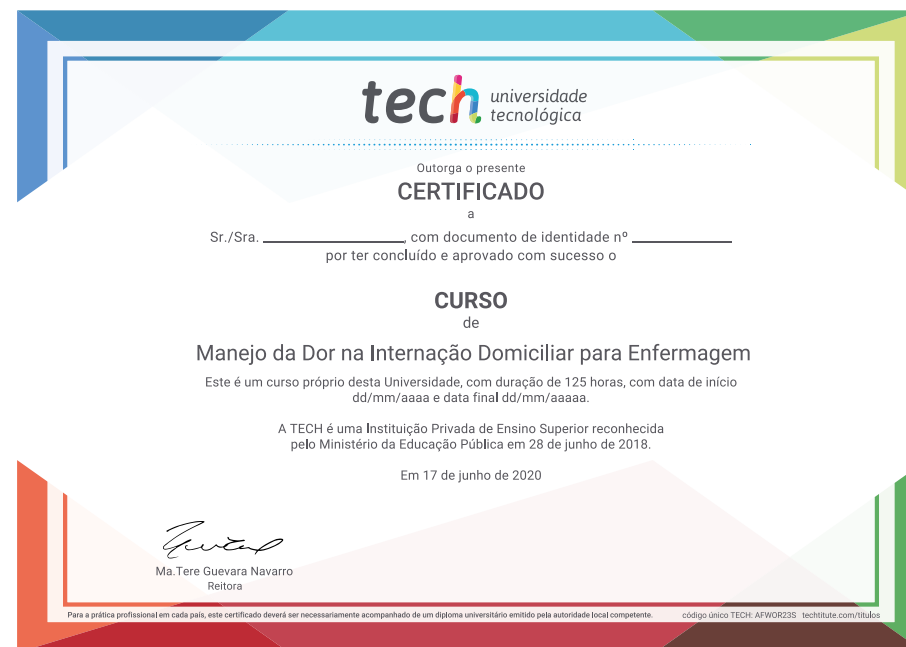 tech universidade
tecnológica
Outorga o presente
CERTIFICADO
a
Sr./Sra. ____________________, com documento de identidade nº ______________
por ter concluído e aprovado com sucesso o
CURSO
de
Manejo da Dor na Internação Domiciliar para Enfermagem
Este é um curso próprio desta Universidade, com duração de 125 horas, com data de início
dd/mm/aaaa e data final dd/mm/aaaaa.
A TECH é uma Instituição Privada de Ensino Superior reconhecida
pelo Ministério da Educação Pública em 28 de junho de 2018.
Em 17 de junho de 2020
Ma.Tere Guevara Navarro
Reitora
Para a prática profissional em cada país, este certificado deverá ser necessariamente acompanhado de um diploma universitário emitido pela autoridade local competente.
código único TECH: AFWOR23S techtitute.com/titulos